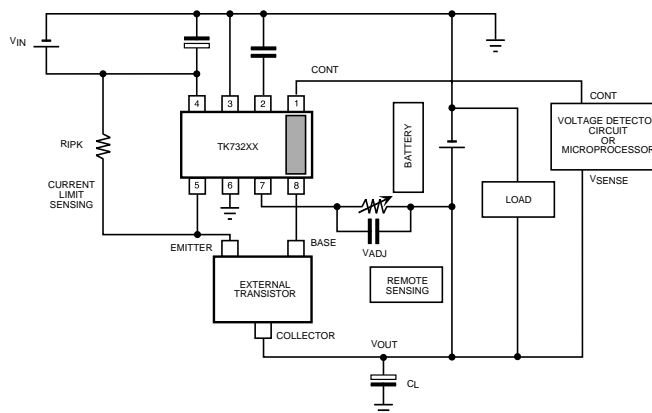 VIN
CONT
4
3
2
1
CONT
VOLTAGE DETECTO
CIRCUIT
OR
MICROPROCESSOR
RIPK
TK732XX
BATTERY
CURRENT
LIMIT
SENSING
5
6
7
8
VSENSE
LOAD
EMITTER
BASE
VADJ
EXTERNAL
TRANSISTOR
REMOTE
SENSING
COLLECTOR
VOUT
CL